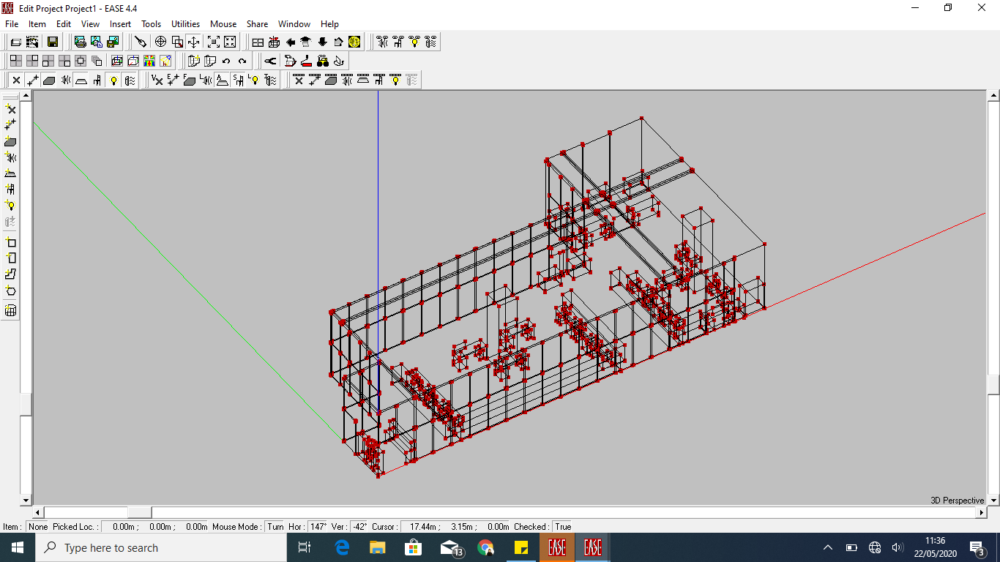 EASE Edit Project Project1 - EASE 4.4
File Item Edit View Insert Tools Utilities Mouse Share Window Help
3D Perspective
Item : None Picked Loc. : 0.00m ; 0.00m ; 0.00m Mouse Mode : Turn Hor : 147° Ver : -42° Cursor : 17.44m ; 3.15m ; 0.00m Checked : True
Type here to search
13
EASE EASE
11:36
22/05/2020
3